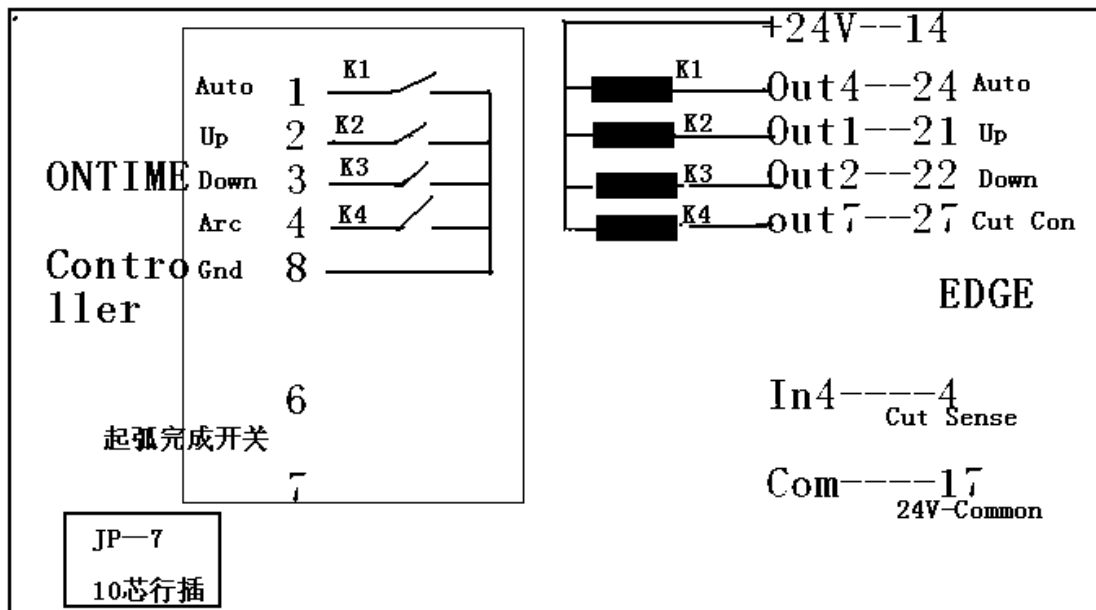 +24V--14
Auto 1 K1 K1 Out4--24 Auto
Up 2 K2 K2 Out1--21 Up
ONTIME Down 3 K3 K3 Out2--22 Down
Arc 4 K4 K4 out7--27 Cut Con
Contro Gnd 8
ller
EDGE
6
In4----4
Cut Sense
起弧完成开关
7
Com----17
24V-Common
JP—7
10芯行插